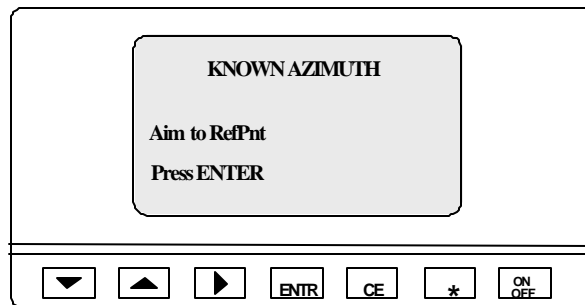 KNOWN AZIMUTH
Aim to RefPnt
Press ENTER
ENTR CE * ON OFF